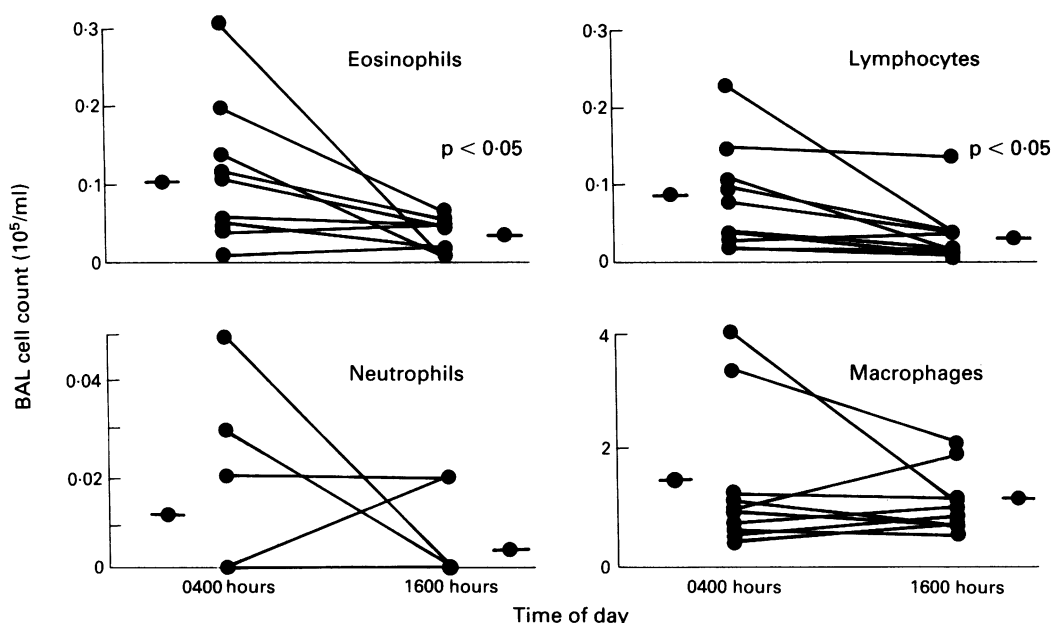 0·3
0·2
0·1
0
Eosinophils
p < 0·05
0·3
0·2
0·1
0
Lymphocytes
p < 0·05
BAL cell count (10⁵/ml)
0·04
0·02
0
Neutrophils
0400 hours
1600 hours
4
2
0
Macrophages
0400 hours
1600 hours
Time of day